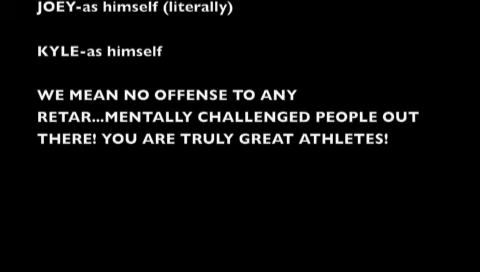 JOEY-as himself (literally)
KYLE-as himself
WE MEAN NO OFFENSE TO ANY
RETAR...MENTALLY CHALLENGED PEOPLE OUT
THERE! YOU ARE TRULY GREAT ATHLETES!